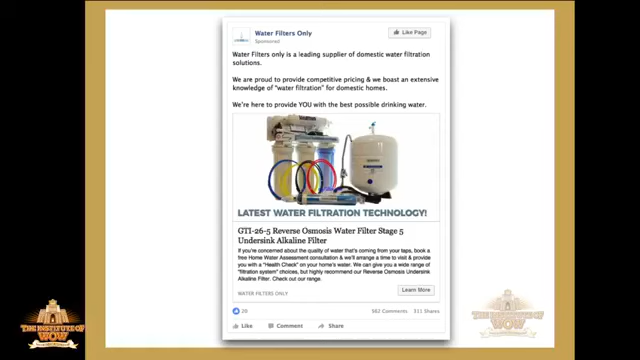 Water Filters Only
Sponsored
Like Page
Water Filters only is a leading supplier of domestic water filtration
solutions.
We are proud to provide competitive pricing & we boast an extensive
knowledge of "water filtration" for domestic homes.
We're here to provide YOU with the best possible drinking water.
LATEST WATER FILTRATION TECHNOLOGY!
GTI-26-5 Reverse Osmosis Water Filter Stage 5
Undersink Alkaline Filter
If you're concerned about the quality of water that's coming from your taps, book a
free Home Water Assessment consultation & we'll arrange a time to visit & provide
you with a "Health Check" on your home's water. We can give you a wide range of
"filtration system" choices, but highly recommend our Reverse Osmosis Undersink
Alkaline Filter. Check out our range.
WATER FILTERS ONLY
Learn More
20
562 Comments 311 Shares
Like Comment Share
THE INSTITUTE OF
WOW
THE INSTITUTE OF
WOW